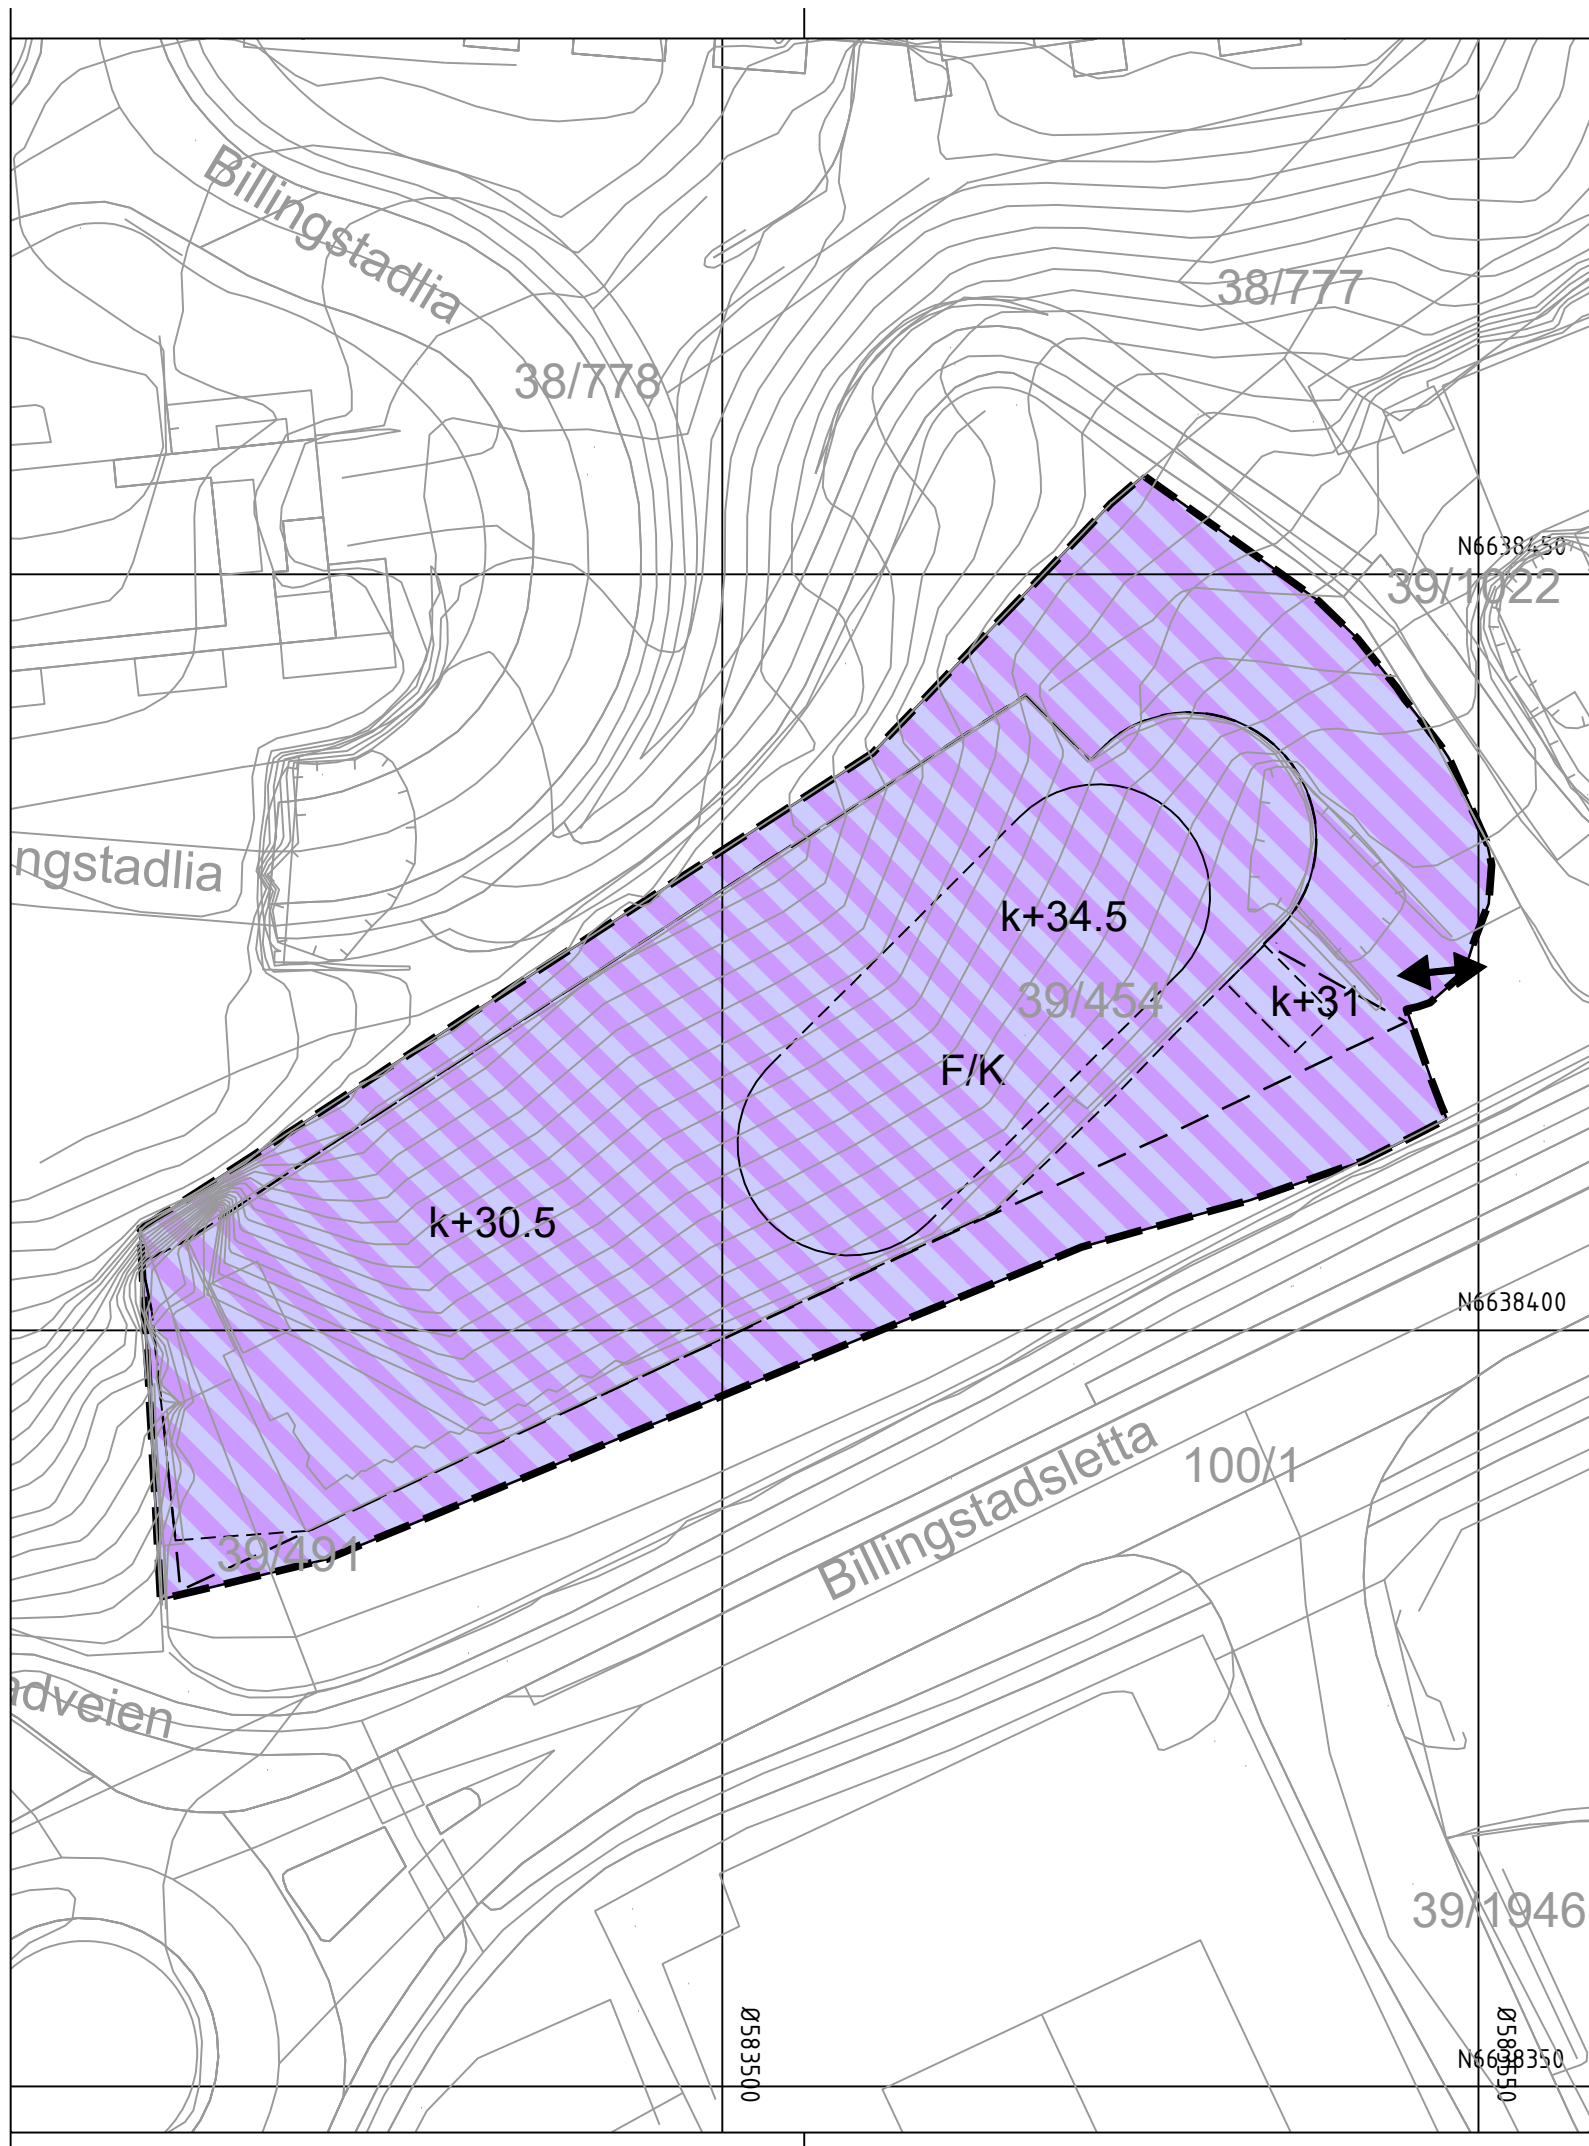 Billingstadlia
38/777
38/778
N6638450
39/1022
ngstadlia
k+34.5
39/454
k+31
F/K
k+30.5
N6638400
Billingstadsletta
100/1
39/491
adveien
39/1946
Ø583500
Ø583550
N6638350